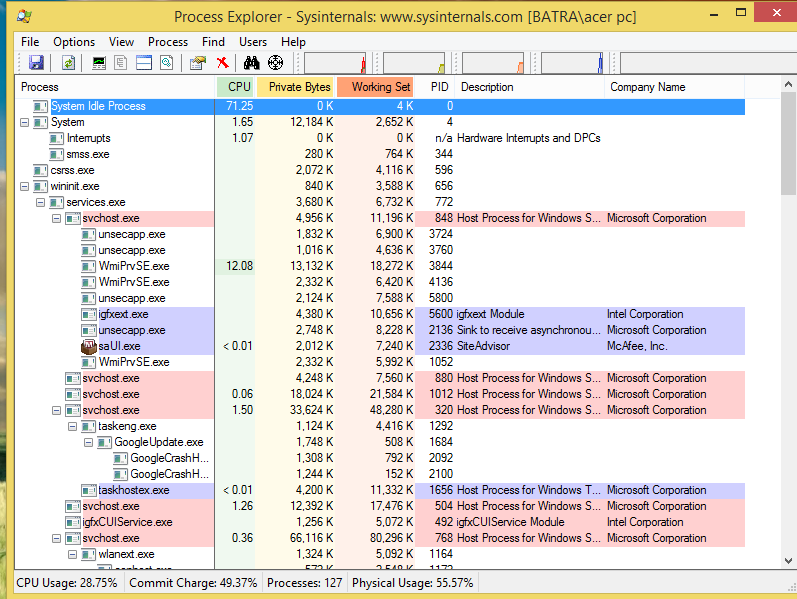 Process Explorer - Sysinternals: www.sysinternals.com [BATRA\acer pc]
File Options View Process Find Users Help
Process CPU Private Bytes Working Set PID Description Company Name
System Idle Process 71.25 0 K 4 K 0
System 1.65 12,184 K 2,652 K 4
Interrupts 1.07 0 K 0 K n/a Hardware Interrupts and DPCs
smss.exe 280 K 764 K 344
csrss.exe 2,072 K 4,116 K 596
wininit.exe 840 K 3,588 K 656
services.exe 3,680 K 6,732 K 772
svchost.exe 4,956 K 11,196 K 848 Host Process for Windows S... Microsoft Corporation
unsecapp.exe 1,832 K 6,900 K 3724
unsecapp.exe 1,016 K 4,636 K 3760
WmiPrvSE.exe 12.08 13,132 K 18,272 K 3844
WmiPrvSE.exe 2,332 K 6,420 K 4136
unsecapp.exe 2,124 K 7,588 K 5800
igfxext.exe 4,380 K 10,656 K 5600 igfxext Module Intel Corporation
unsecapp.exe 2,748 K 8,228 K 2136 Sink to receive asynchronou... Microsoft Corporation
saUI.exe < 0.01 2,012 K 7,240 K 2336 SiteAdvisor McAfee, Inc.
WmiPrvSE.exe 2,332 K 5,992 K 1052
svchost.exe 4,248 K 7,560 K 880 Host Process for Windows S... Microsoft Corporation
svchost.exe 0.06 18,024 K 21,584 K 1012 Host Process for Windows S... Microsoft Corporation
svchost.exe 1.50 33,624 K 48,280 K 320 Host Process for Windows S... Microsoft Corporation
taskeng.exe 1,124 K 4,416 K 1292
GoogleUpdate.exe 1,748 K 508 K 1684
GoogleCrashH... 1,308 K 792 K 2092
GoogleCrashH... 1,244 K 152 K 2100
taskhostex.exe < 0.01 4,200 K 11,332 K 1656 Host Process for Windows T... Microsoft Corporation
svchost.exe 1.26 12,392 K 17,476 K 504 Host Process for Windows S... Microsoft Corporation
igfxCUIService.exe 1,256 K 5,072 K 492 igfxCUIService Module Intel Corporation
svchost.exe 0.36 66,116 K 80,296 K 768 Host Process for Windows S... Microsoft Corporation
wlanext.exe 1,324 K 5,092 K 1164
CPU Usage: 28.75% Commit Charge: 49.37% Processes: 127 Physical Usage: 55.57%